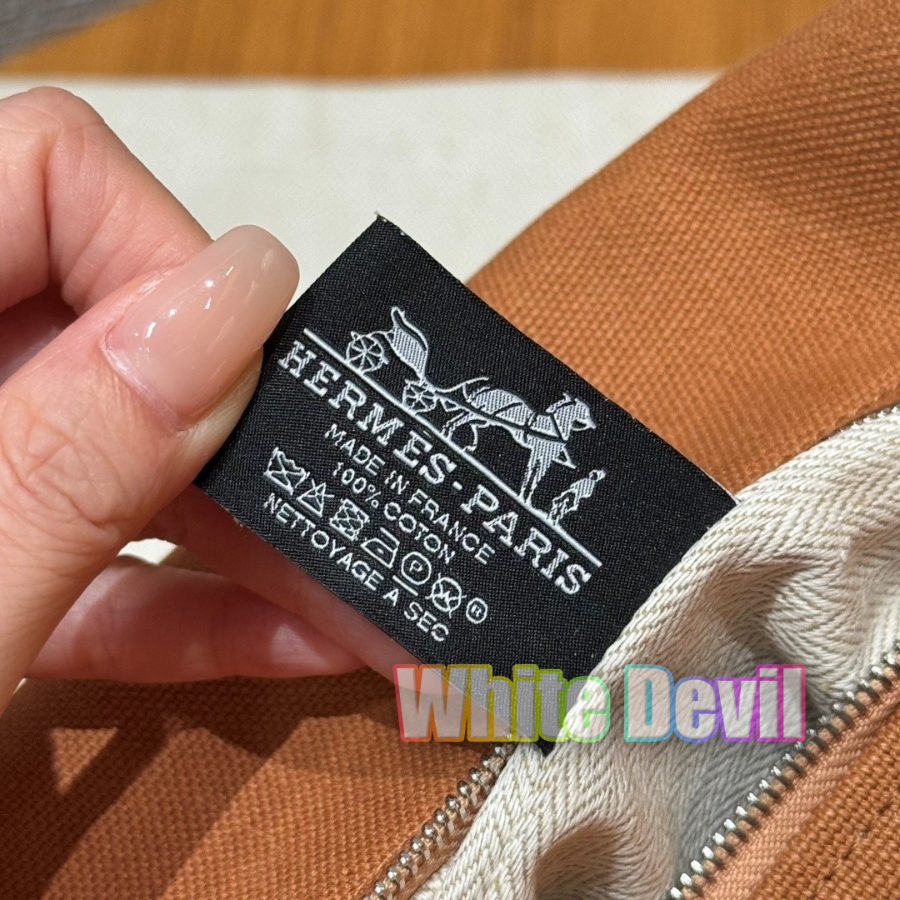 HERMES-PARIS
MADE IN FRANCE
100% COTON
P ®
NETTOYAGE A SEC
White Devil